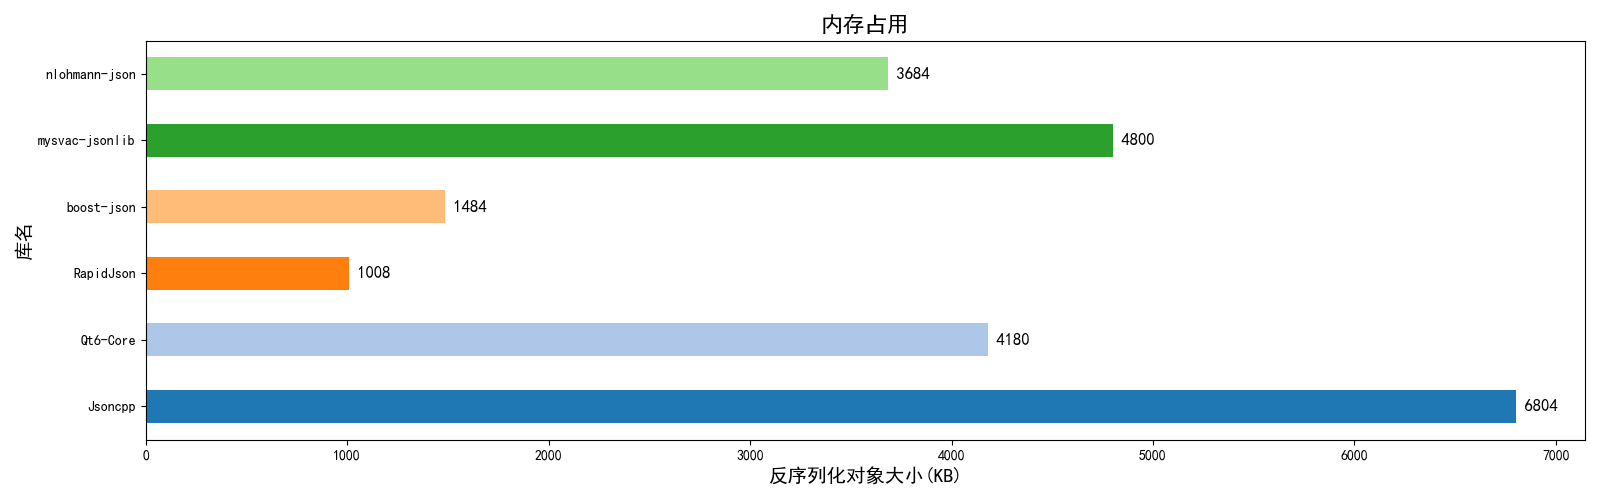 内存占用
nlohmann-json 3684
mysvac-jsonlib 4800
boost-json 1484
RapidJson 1008
Qt6-Core 4180
Jsoncpp 6804
库名
0 1000 2000 3000 4000 5000 6000 7000
反序列化对象大小(KB)